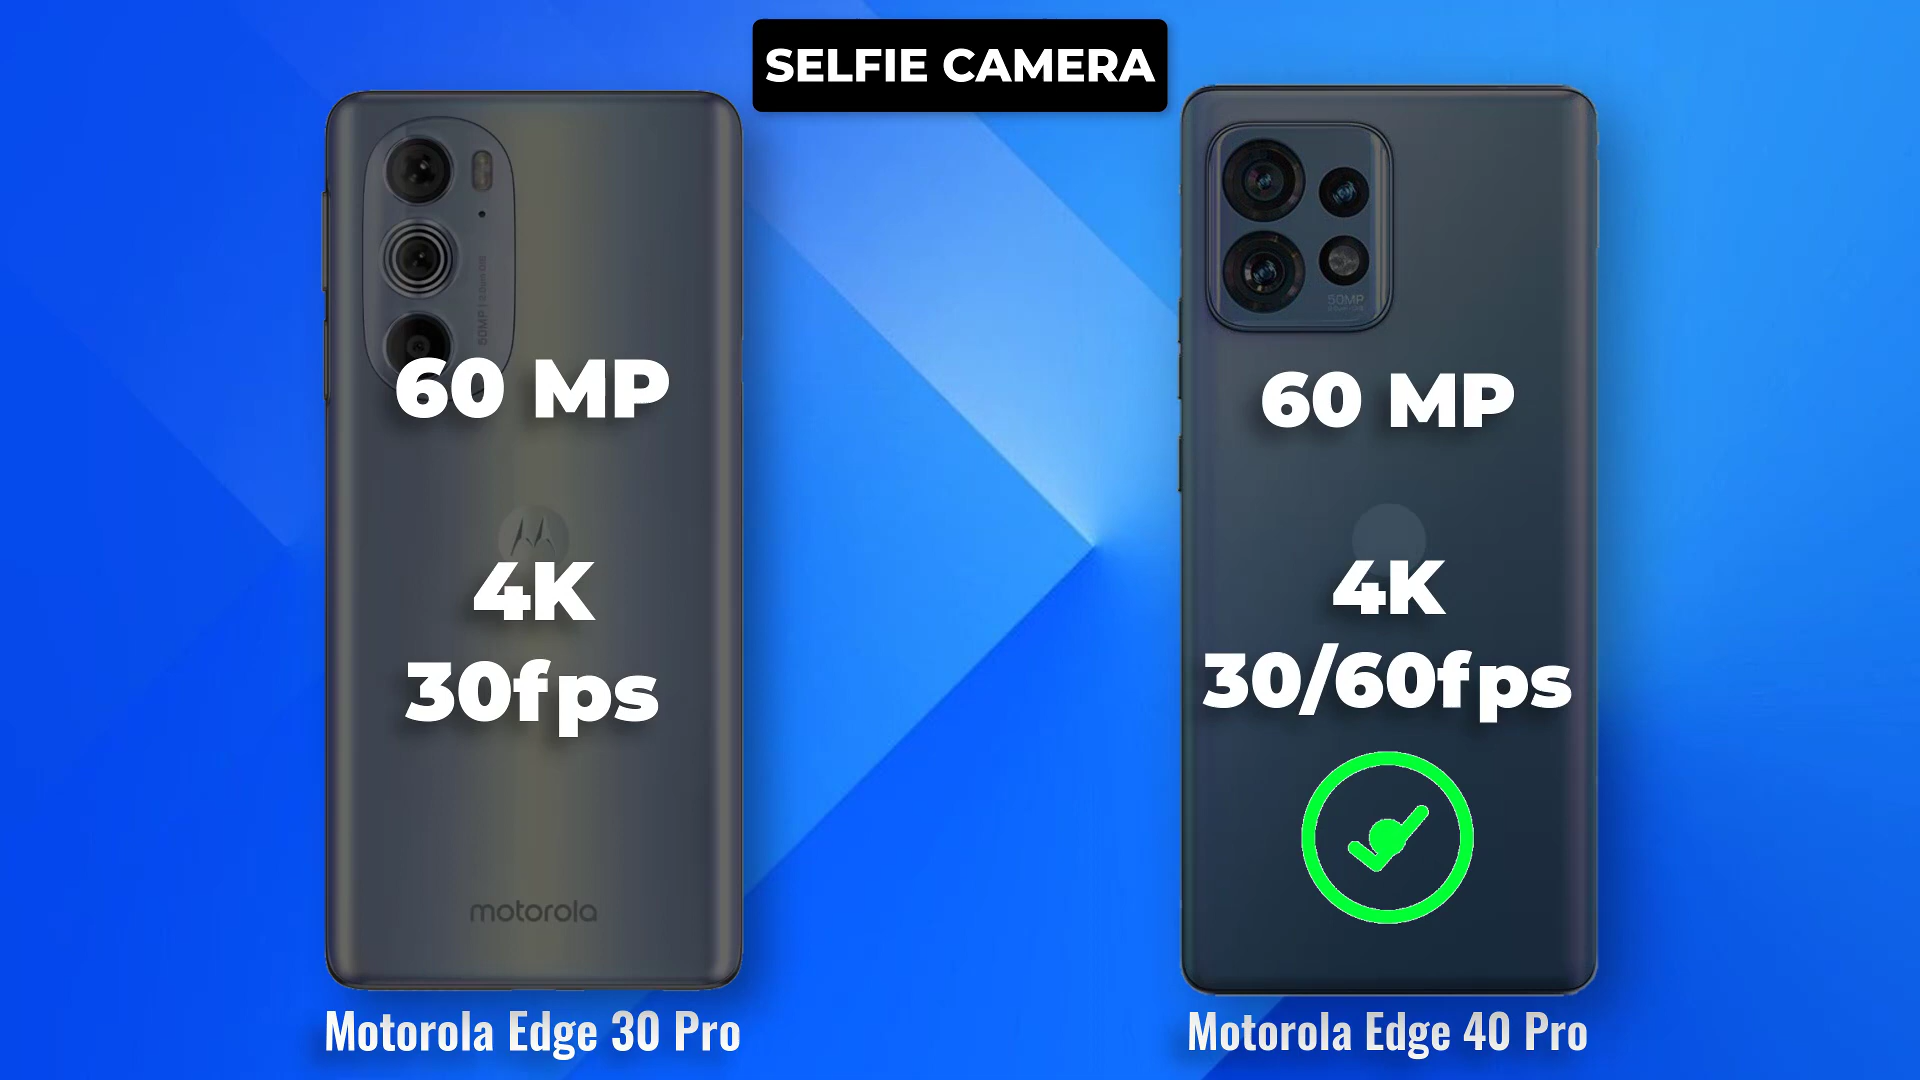 SELFIE CAMERA
60 MP
4K
30fps
motorola
Motorola Edge 30 Pro
50MP
60 MP
4K
30/60fps
Motorola Edge 40 Pro